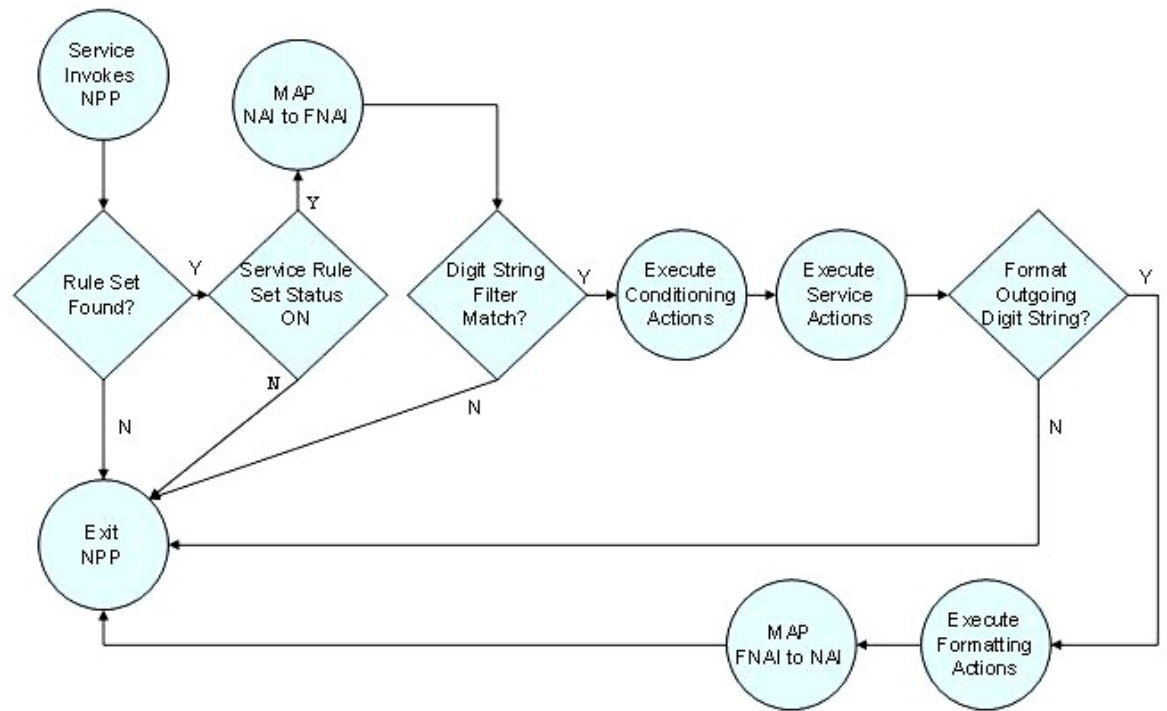 Service
Invokes
NPP
MAP
NAI to FNAI
Y
Rule Set
Found?
Y
Service Rule
Set Status
ON
Digit String
Filter
Match?
Y
Execute
Conditioning
Actions
Execute
Service
Actions
Format
Outgoing
Digit String?
Y
N
N
N
N
Exit
NPP
MAP
FNAI to NAI
Execute
Formatting
Actions